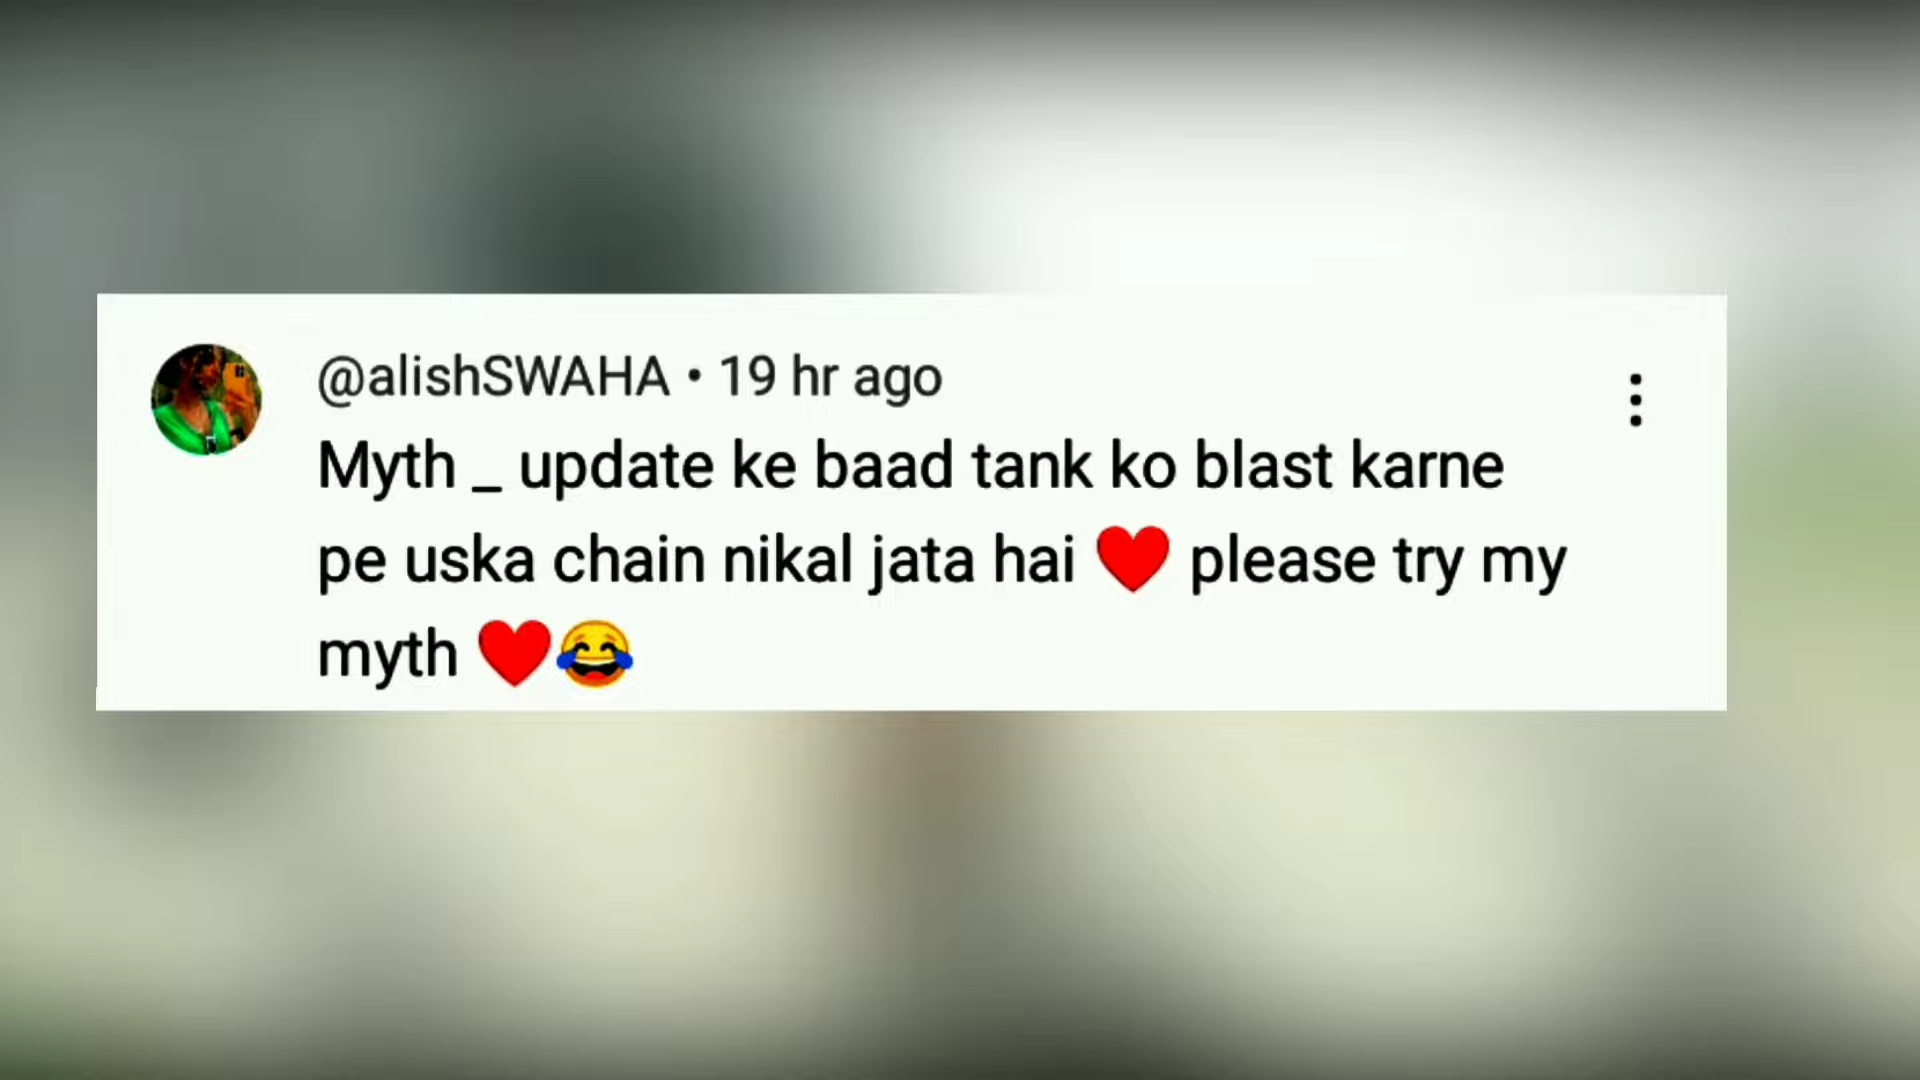 @alishSWAHA • 19 hr ago
Myth _ update ke baad tank ko blast karne
pe uska chain nikal jata hai ❤️ please try my
myth ❤️😂